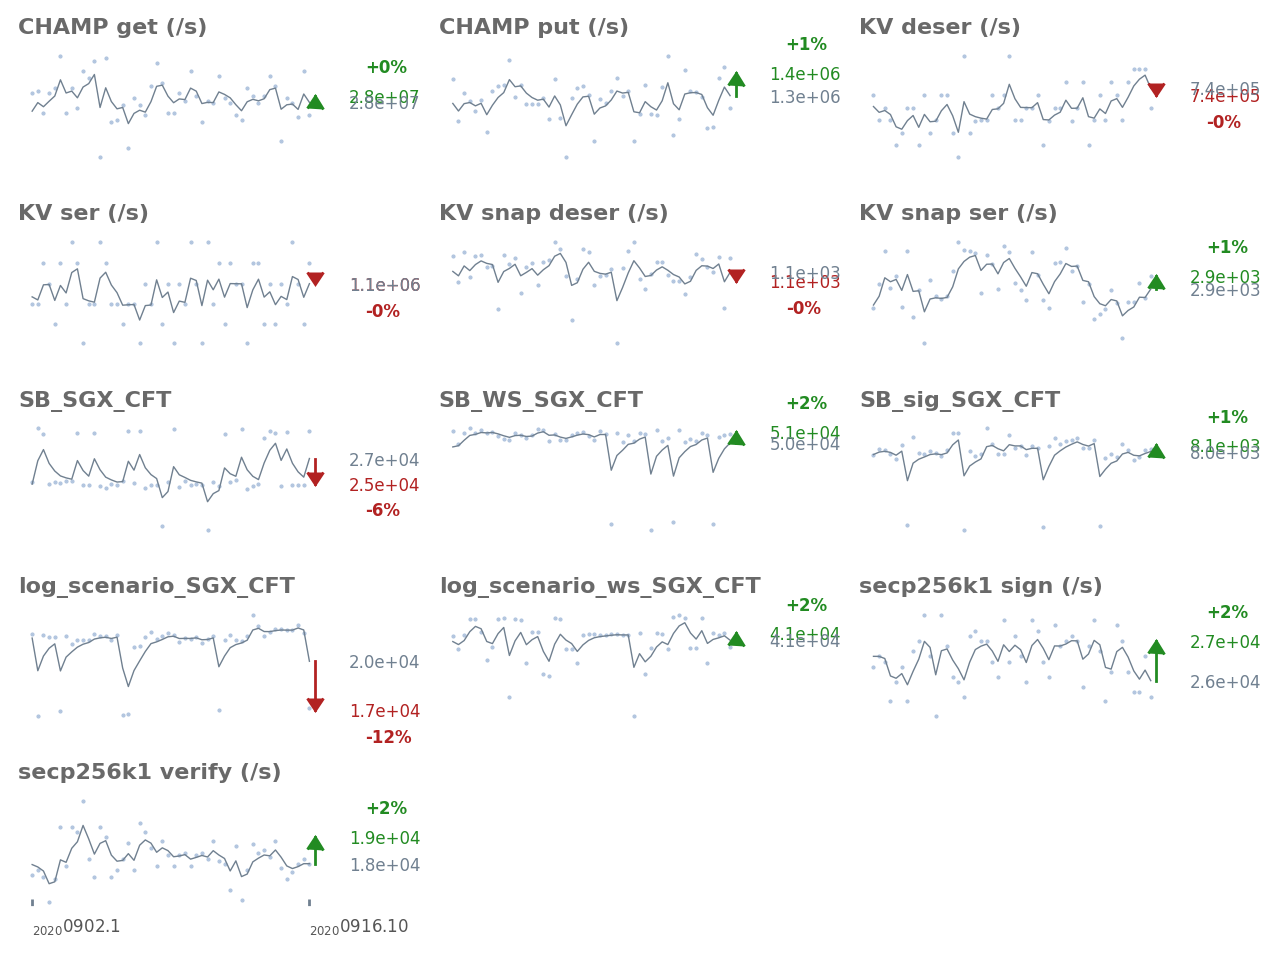 CHAMP get (/s)
+0%
2.8e+07
2.8e+07
CHAMP put (/s)
+1%
1.4e+06
1.3e+06
KV deser (/s)
7.4e+05
7.4e+05
-0%
KV ser (/s)
1.1e+06
-0%
KV snap deser (/s)
1.1e+03
1.1e+03
-0%
KV snap ser (/s)
+1%
2.9e+03
2.9e+03
SB_SGX_CFT
2.7e+04
2.5e+04
-6%
SB_WS_SGX_CFT
+2%
5.1e+04
5.0e+04
SB_sig_SGX_CFT
+1%
8.1e+03
8.0e+03
log_scenario_SGX_CFT
2.0e+04
1.7e+04
-12%
log_scenario_ws_SGX_CFT
+2%
4.1e+04
4.1e+04
secp256k1 sign (/s)
+2%
2.7e+04
2.6e+04
secp256k1 verify (/s)
+2%
1.9e+04
1.8e+04
20200902.1
20200916.10